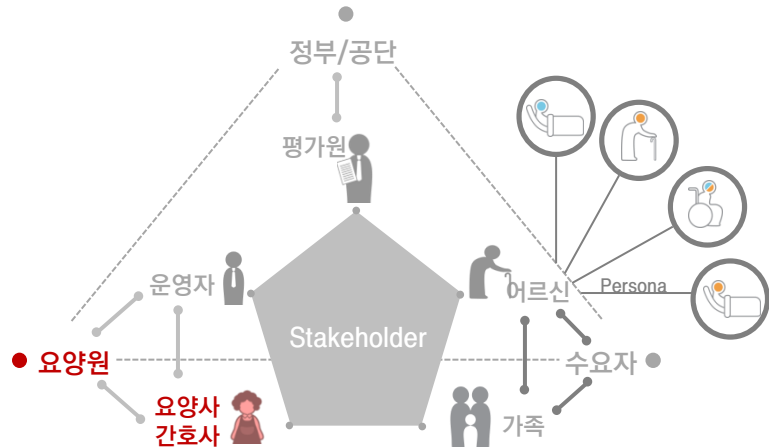 정부/공단
평가원
운영자
어르신
Persona
Stakeholder
요양원
수요자
요양사
간호사
가족